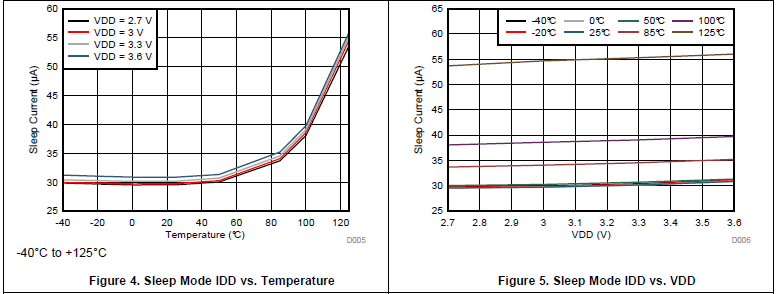 VDD = 2.7 V
VDD = 3 V
VDD = 3.3 V
VDD = 3.6 V
Sleep Current (µA)
60
55
50
45
40
35
30
25
-40 -20 0 20 40 60 80 100 120
Temperature (°C)
D005
-40°C to +125°C
Figure 4. Sleep Mode IDD vs. Temperature
-40°C 0°C 50°C 100°C
-20°C 25°C 85°C 125°C
Sleep Current (µA)
65
60
55
50
45
40
35
30
25
2.7 2.8 2.9 3 3.1 3.2 3.3 3.4 3.5 3.6
VDD (V)
D006
Figure 5. Sleep Mode IDD vs. VDD